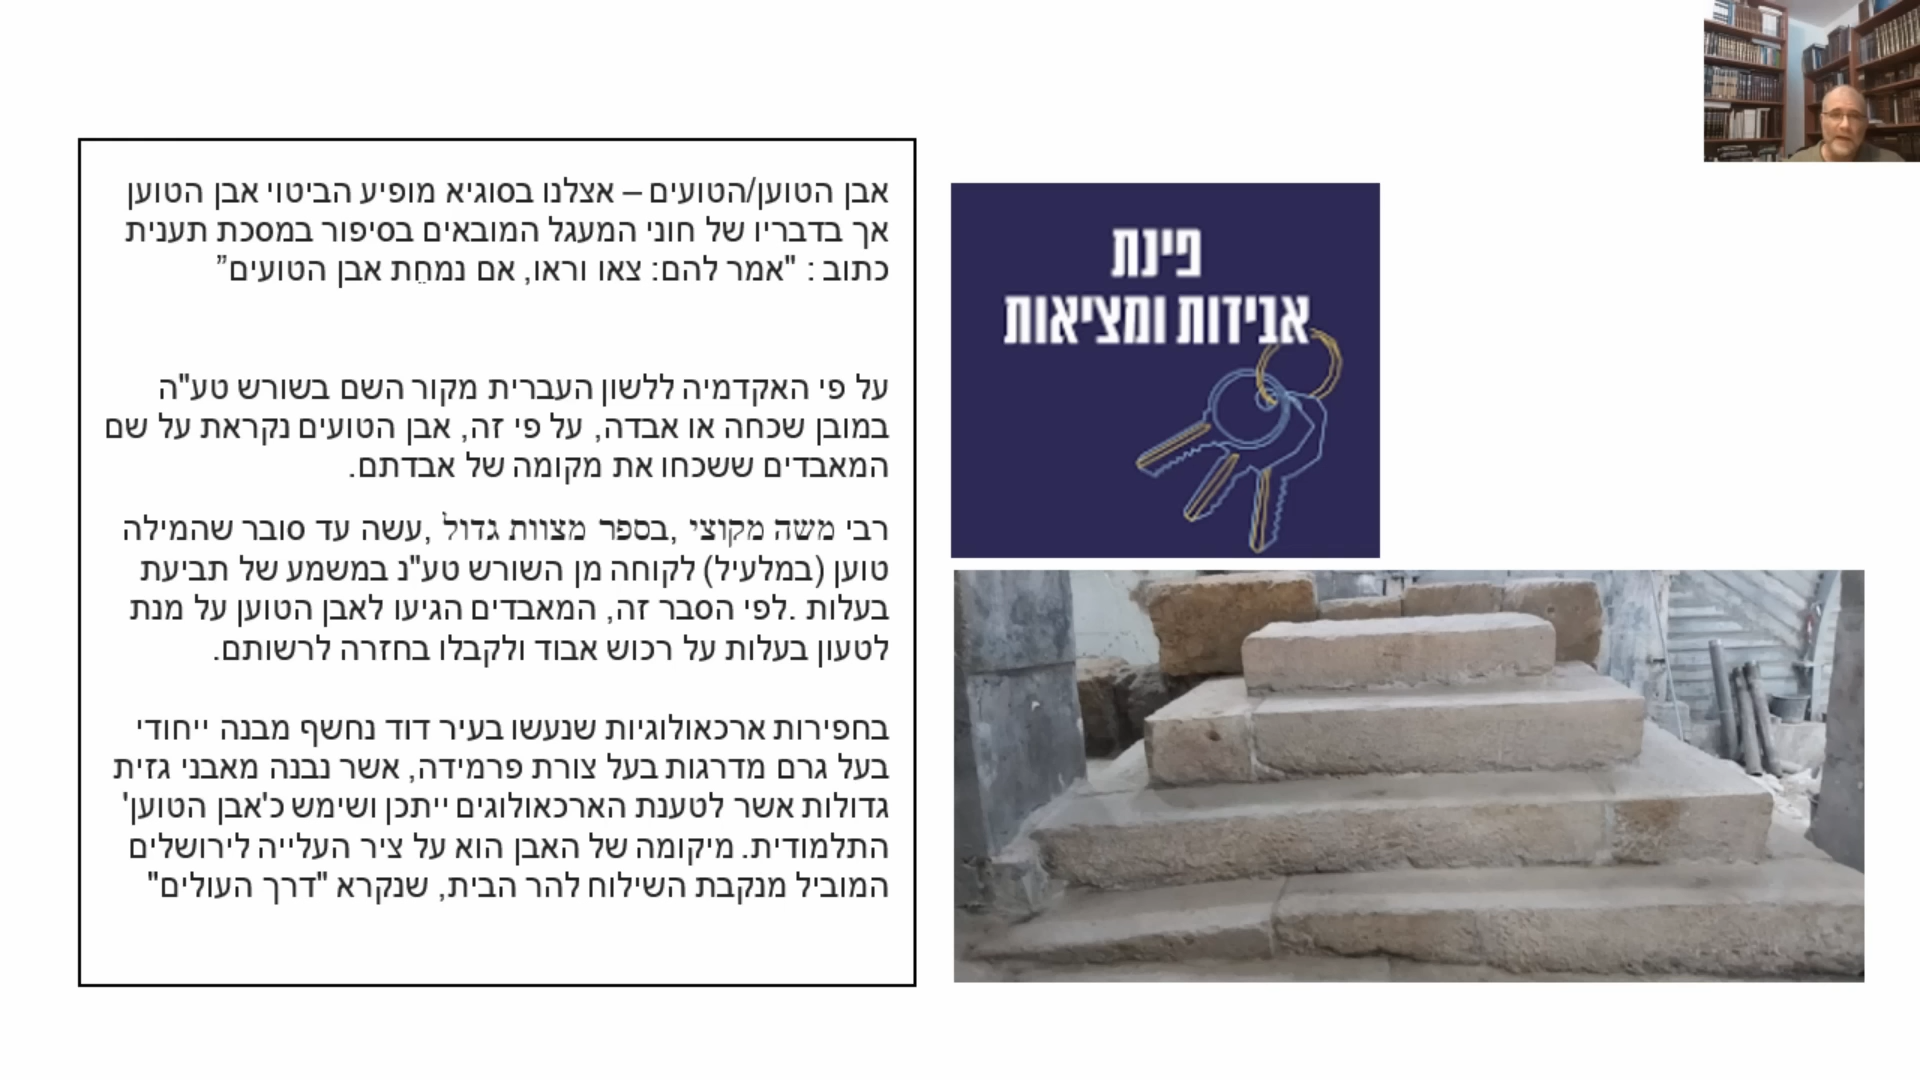 אבן הטוען/הטועים – אצלנו בסוגיא מופיע הביטוי אבן הטוען
אך בדבריו של חוני המעגל המובאים בסיפור במסכת תענית
כתוב : "אמר להם: צאו וראו, אם נמחֵת אבן הטועים”
על פי האקדמיה ללשון העברית מקור השם בשורש טע"ה
במובן שכחה או אבדה, על פי זה, אבן הטועים נקראת על שם
המאבדים ששכחו את מקומה של אבדתם.
רבי משה מקוצי ,בספר מצוות גדול ,עשה עד סובר שהמילה
טוען (במלעיל) לקוחה מן השורש טע"נ במשמע של תביעת
בעלות .לפי הסבר זה, המאבדים הגיעו לאבן הטוען על מנת
לטעון בעלות על רכוש אבוד ולקבלו בחזרה לרשותם.
בחפירות ארכאולוגיות שנעשו בעיר דוד נחשף מבנה ייחודי
בעל גרם מדרגות בעל צורת פרמידה, אשר נבנה מאבני גזית
גדולות אשר לטענת הארכאולוגים ייתכן ושימש כ'אבן הטוען'
התלמודית. מיקומה של האבן הוא על ציר העלייה לירושלים
המוביל מנקבת השילוח להר הבית, שנקרא "דרך העולים"
פינת
אבידות ומציאות